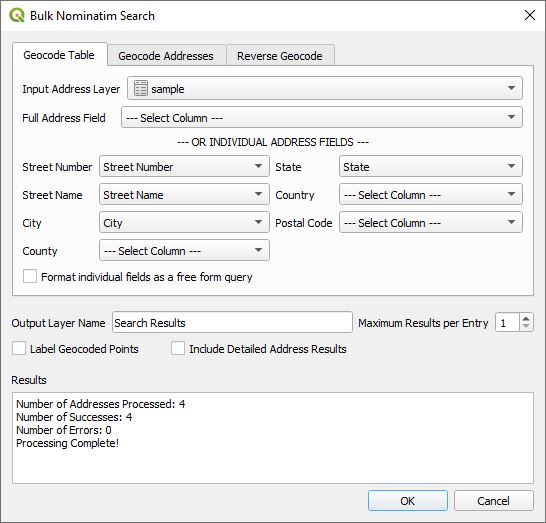 Bulk Nominatim Search
Geocode Table Geocode Addresses Reverse Geocode
Input Address Layer sample
Full Address Field --- Select Column ---
--- OR INDIVIDUAL ADDRESS FIELDS ---
Street Number Street Number State State
Street Name Street Name Country --- Select Column ---
City City Postal Code --- Select Column ---
County --- Select Column ---
Format individual fields as a free form query
Output Layer Name Search Results Maximum Results per Entry 1
Label Geocoded Points Include Detailed Address Results
Results
Number of Addresses Processed: 4
Number of Successes: 4
Number of Errors: 0
Processing Complete!
OK Cancel